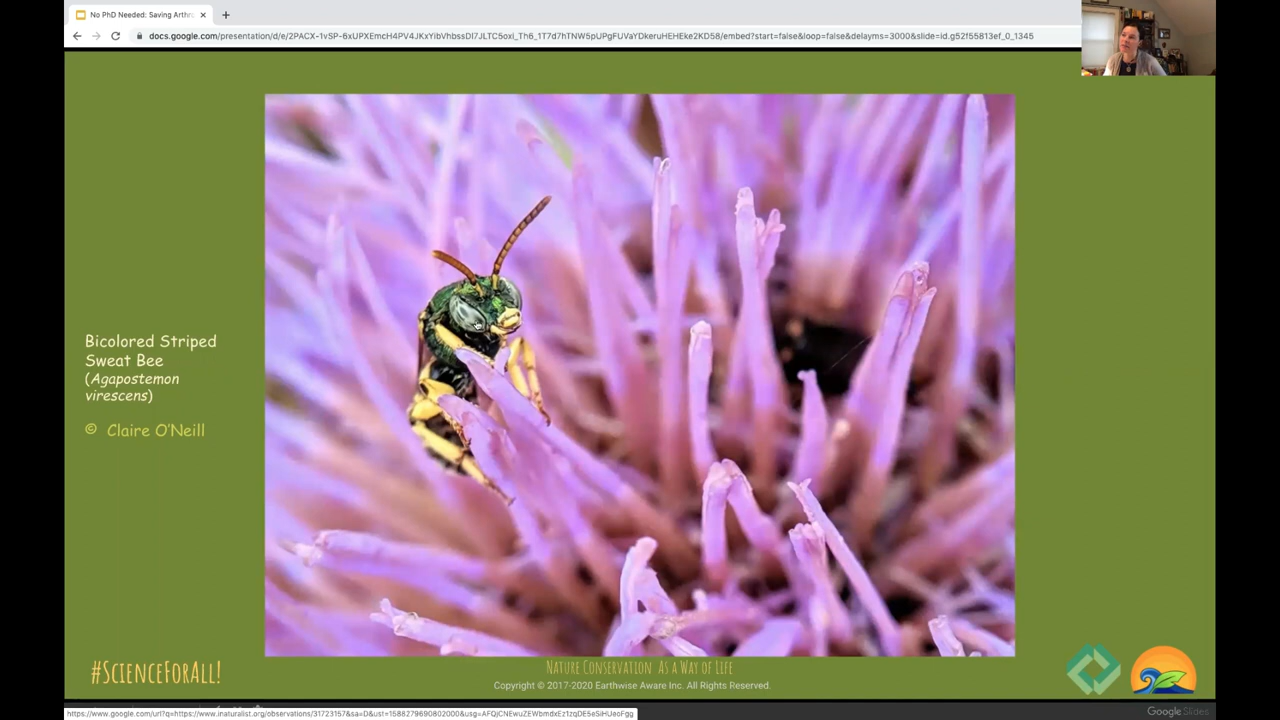 No PhD Needed: Saving Arthr
docs.google.com/presentation/d/e/2PACX-1vSP-6xUPXEmcH4PV4JKxYibVhbssDI7JLTC5oxi_Th6_1T7d7hTNW5pUPgFUVaYDkeruHEHEke2KD58/embed?start=false&loop=false&delayms=3000&slide=id.g52f55813ef_0_1345
Bicolored Striped
Sweat Bee
(Agapostemon
virescens)
© Claire O'Neill
#ScienceForAll!
Nature Conservation As a Way of Life
Copyright © 2017-2020 Earthwise Aware Inc. All Rights Reserved.
Google Slides
https://www.google.com/url?q=https://www.inaturalist.org/observations/31723157&sa=D&ust=1588279690802000&usg=AFQjCNEwuZEWbmdxEz1zqDE5eSiHUeoFgg